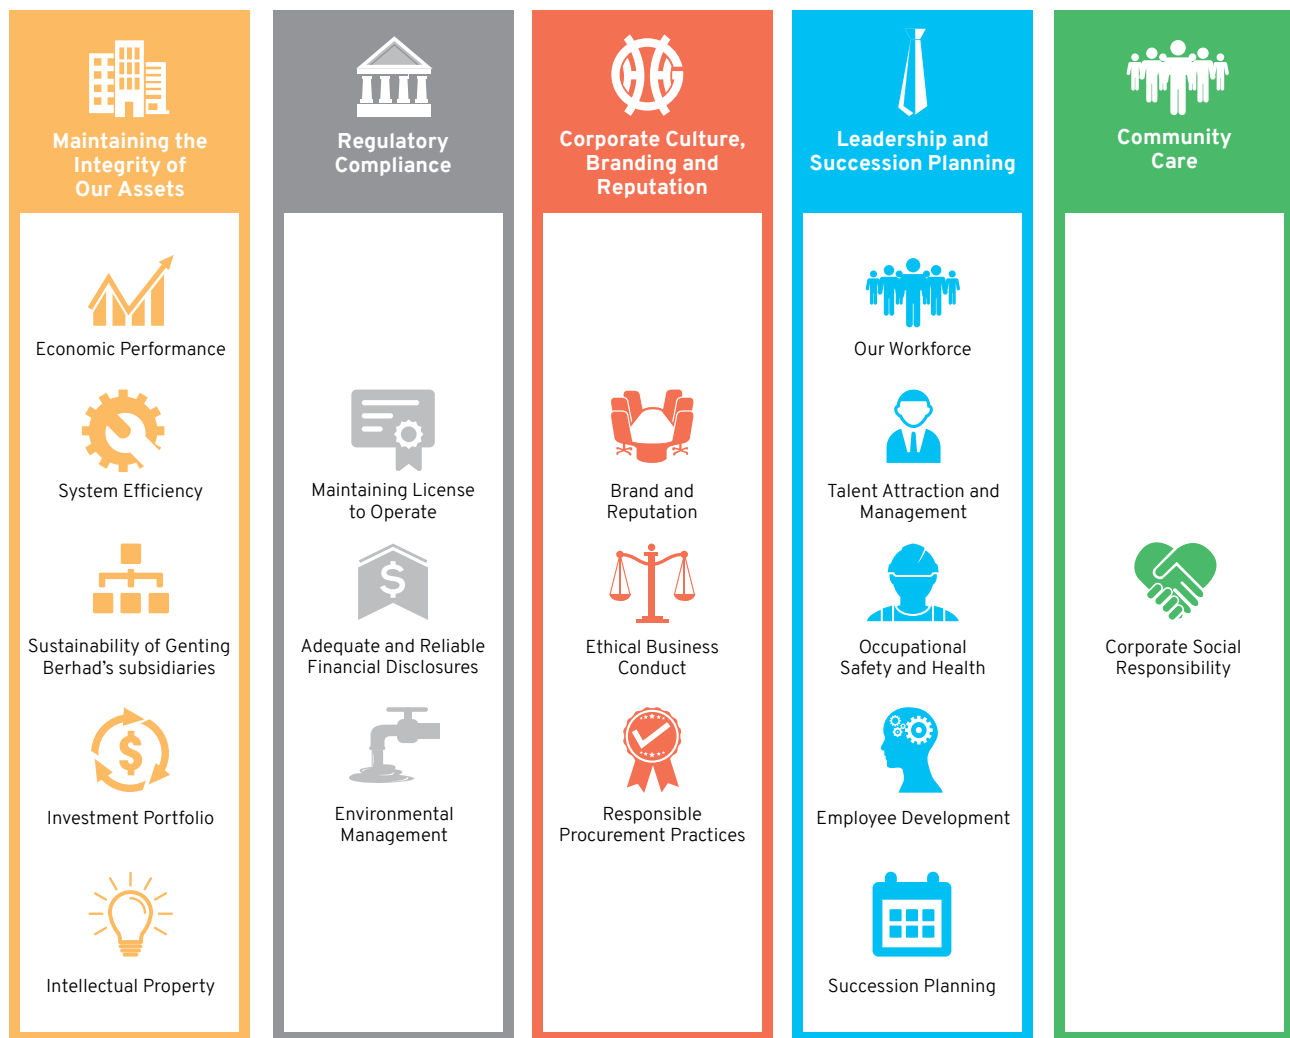 Maintaining the
Integrity of
Our Assets
Economic Performance
System Efficiency
Sustainability of Genting
Berhad's subsidiaries
Investment Portfolio
Intellectual Property
Regulatory
Compliance
Maintaining License
to Operate
$
Adequate and Reliable
Financial Disclosures
Environmental
Management
Corporate Culture,
Branding and
Reputation
Brand and
Reputation
Ethical Business
Conduct
Responsible
Procurement Practices
Leadership and
Succession Planning
Our Workforce
Talent Attraction and
Management
Occupational
Safety and Health
Employee Development
Succession Planning
Community
Care
Corporate Social
Responsibility